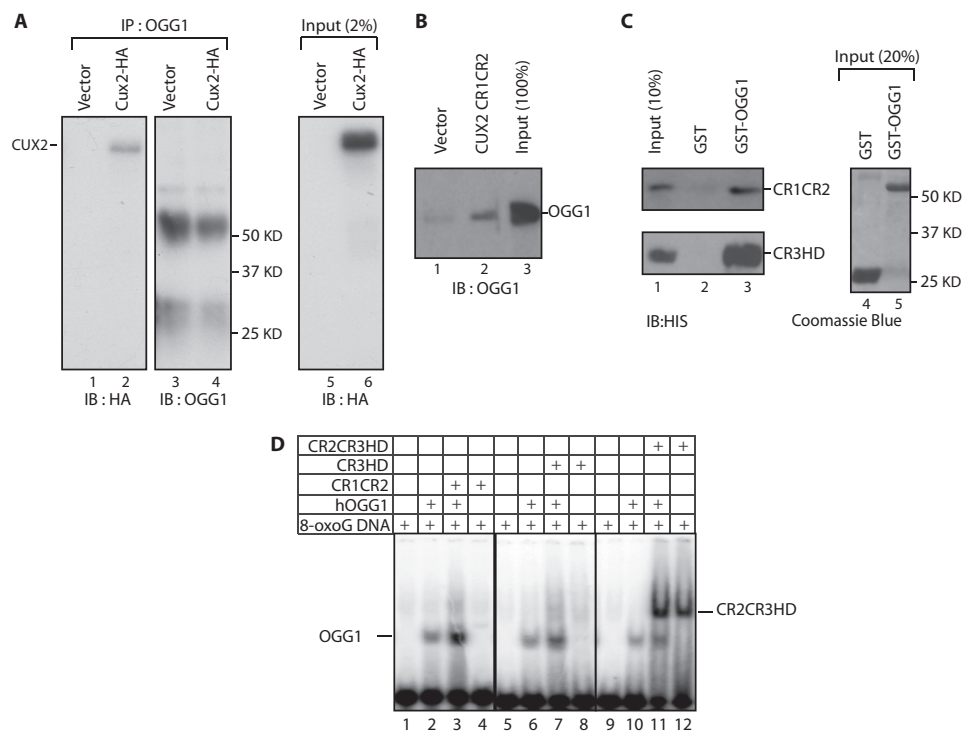 A
IP : OGG1
Input (2%)
Vector
Cux2-HA
Vector
Cux2-HA
Vector
Cux2-HA
CUX2
50 KD
37 KD
25 KD
1 2 3 4 5 6
IB : HA IB : OGG1 IB : HA
B
Vector
CUX2 CR1CR2
Input (100%)
OGG1
1 2 3
IB : OGG1
C
Input (10%)
GST
GST-OGG1
CR1CR2
CR3HD
1 2 3
IB:HIS
Input (20%)
GST
GST-OGG1
50 KD
37 KD
25 KD
4 5
Coomassie Blue
D
CR2CR3HD + +
CR3HD + +
CR1CR2 + +
hOGG1 + + + + + +
8-oxoG DNA + + + + + + + + + + + +
CR2CR3HD
OGG1
1 2 3 4 5 6 7 8 9 10 11 12